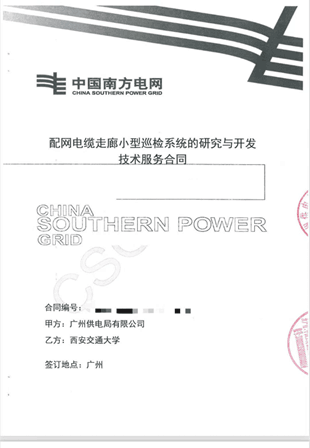 中国南方电网
CHINA SOUTHERN POWER GRID
配网电缆走廊小型巡检系统的研究与开发
技术服务合同
CHINA
SOUTHERN POWER
GRID
合同编号:
甲方:广州供电局有限公司
乙方:西安交通大学
签订地点:广州